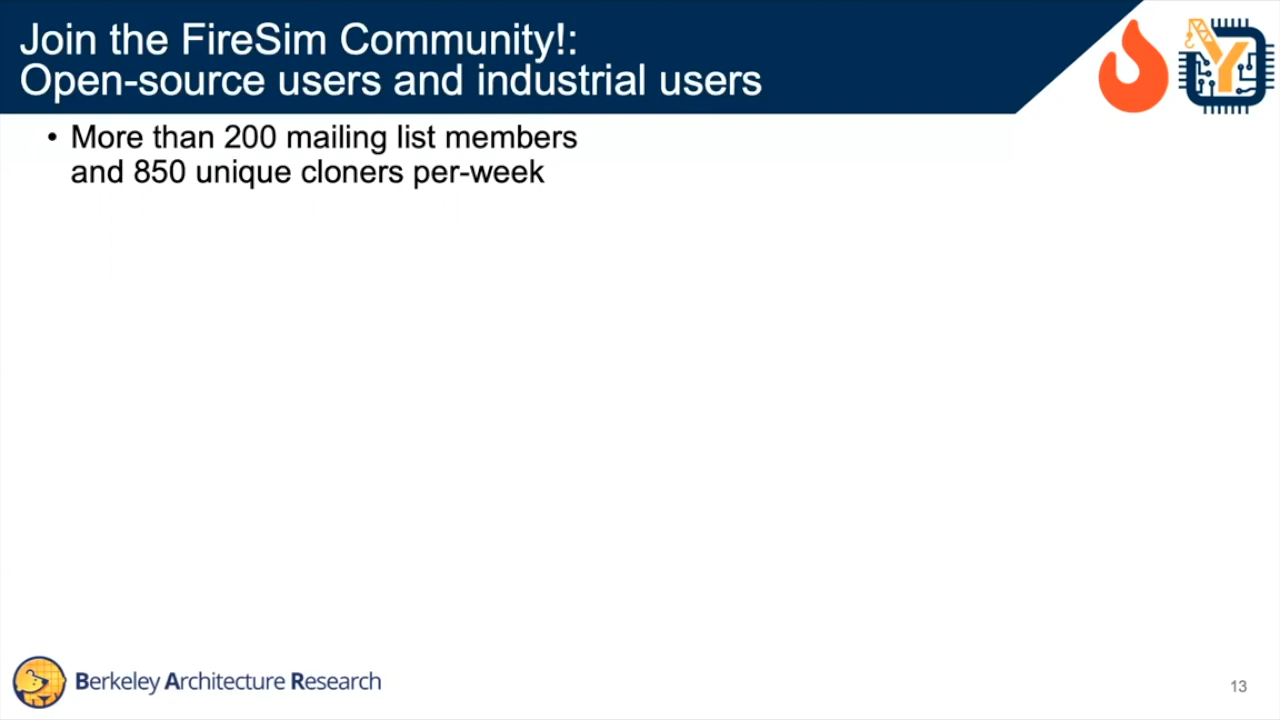 Join the FireSim Community!:
Open-source users and industrial users
• More than 200 mailing list members
and 850 unique cloners per-week
Berkeley Architecture Research
13